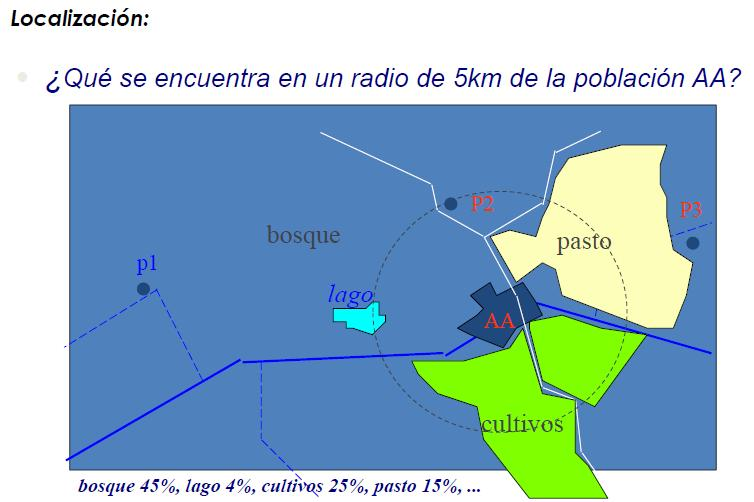 Localización:
¿Qué se encuentra en un radio de 5km de la población AA?
P2
P3
bosque
pasto
p1
lago
AA
cultivos
bosque 45%, lago 4%, cultivos 25%, pasto 15%, ...